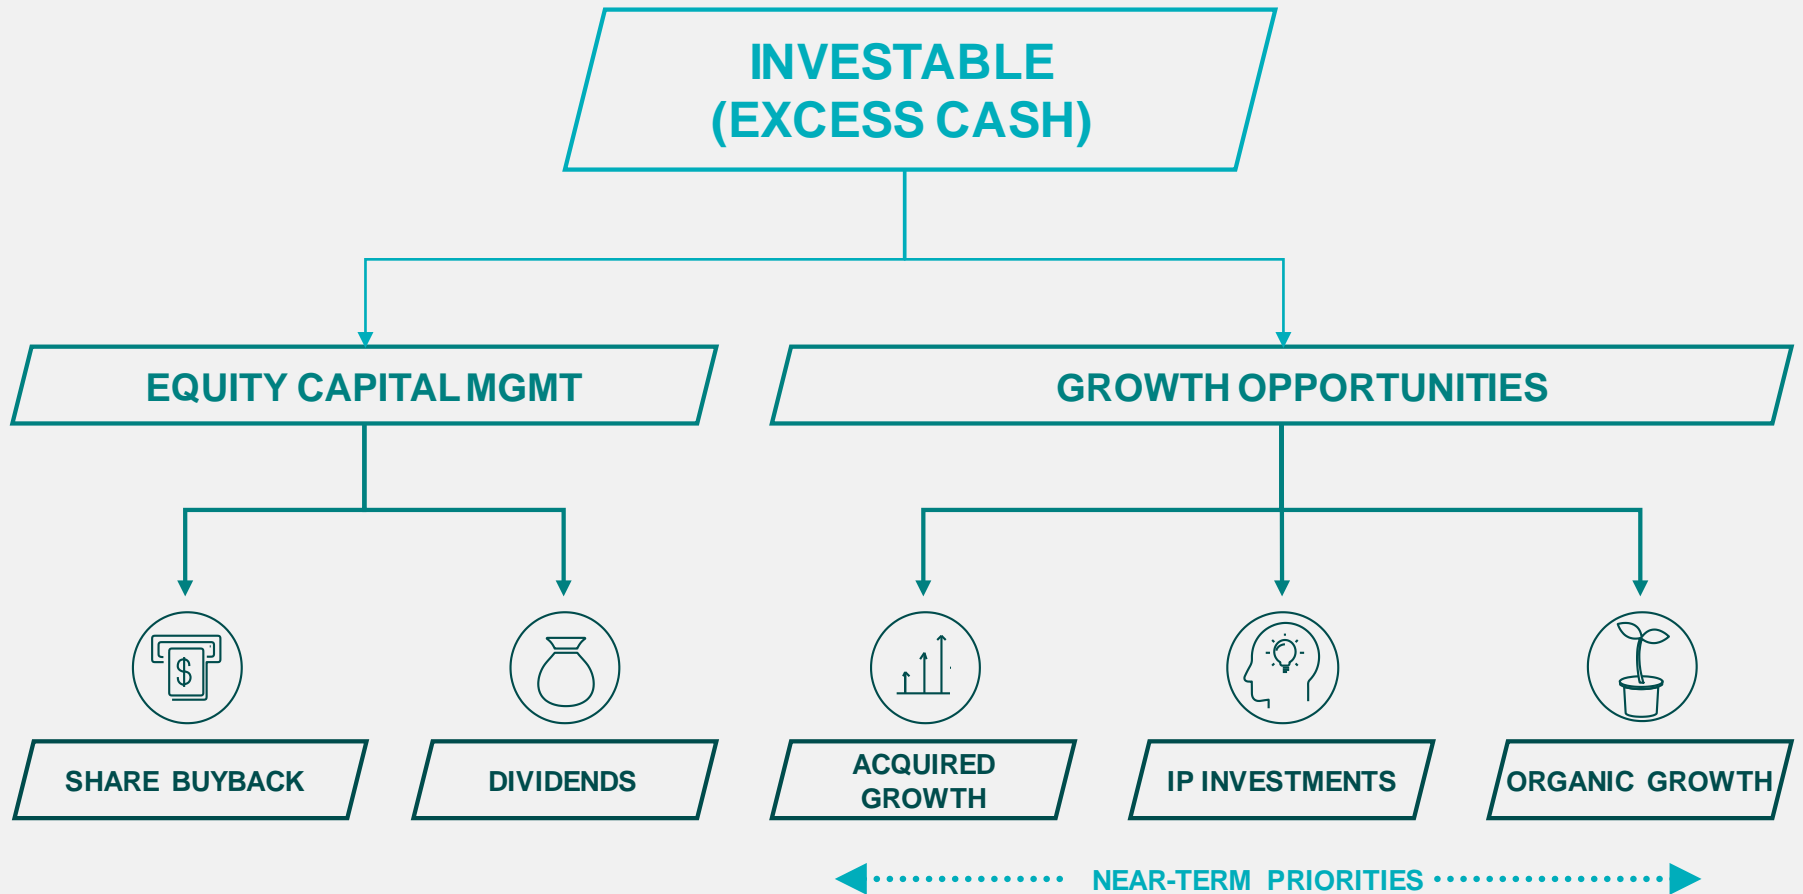 INVESTABLE
(EXCESS CASH)
EQUITY CAPITAL MGMT
GROWTH OPPORTUNITIES
$
SHARE BUYBACK
DIVIDENDS
ACQUIRED
GROWTH
IP INVESTMENTS
ORGANIC GROWTH
NEAR-TERM PRIORITIES